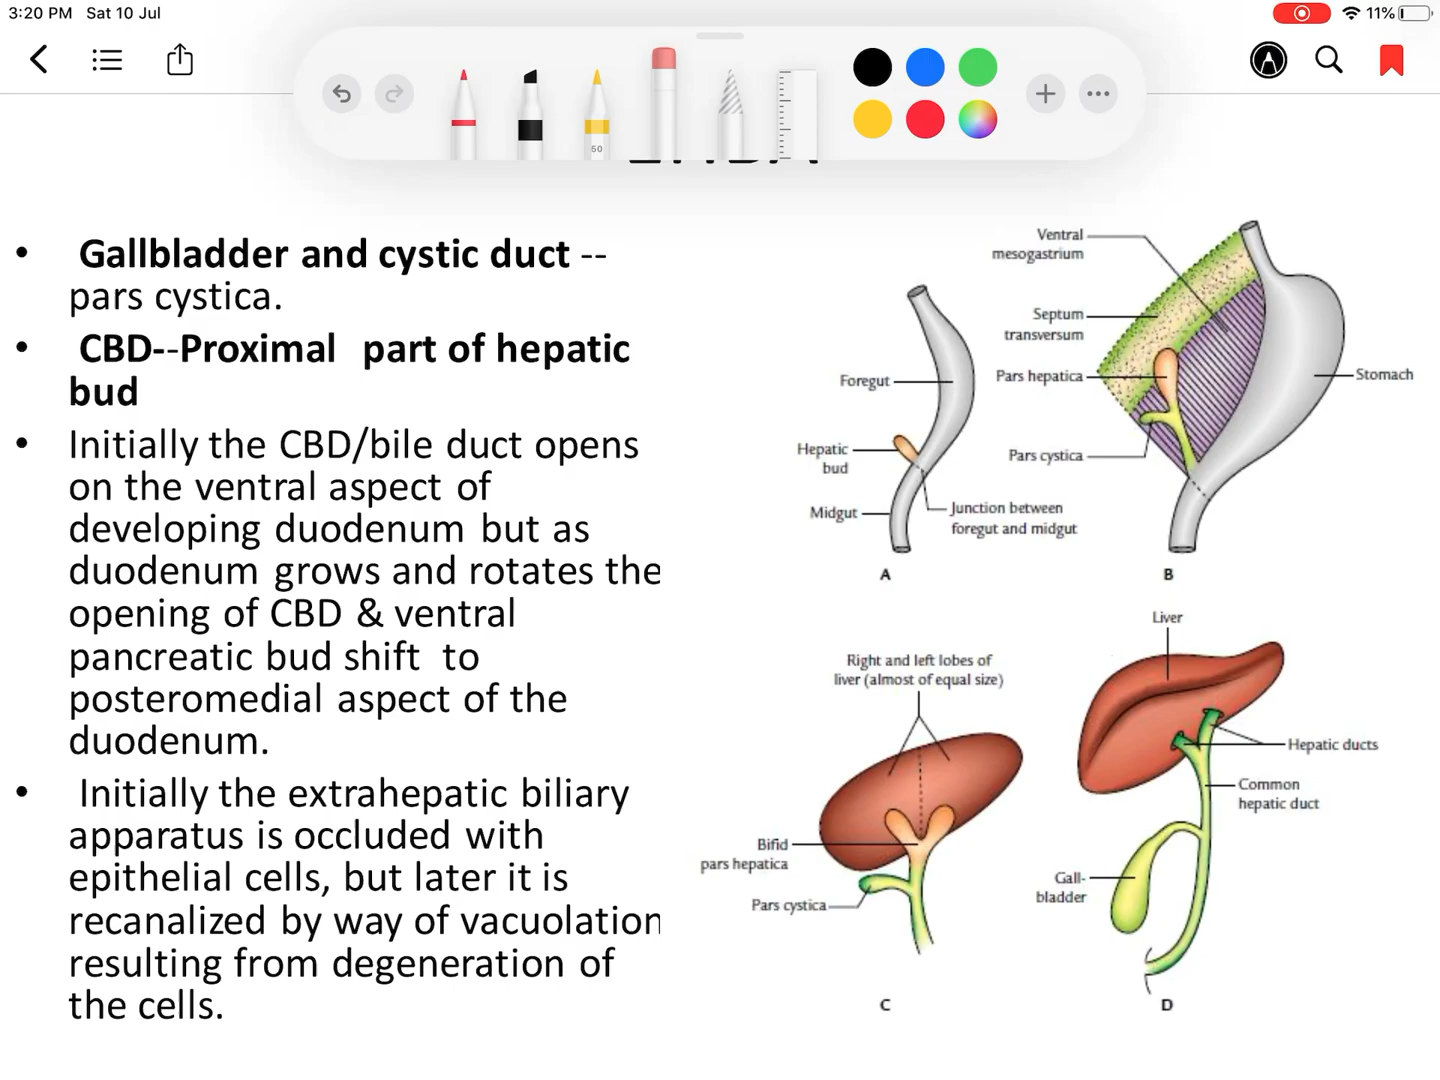 3:20 PM Sat 10 Jul
11%
50
• Gallbladder and cystic duct --
pars cystica.
• CBD--Proximal part of hepatic
bud
• Initially the CBD/bile duct opens
on the ventral aspect of
developing duodenum but as
duodenum grows and rotates the
opening of CBD & ventral
pancreatic bud shift to
posteromedial aspect of the
duodenum.
• Initially the extrahepatic biliary
apparatus is occluded with
epithelial cells, but later it is
recanalized by way of vacuolation
resulting from degeneration of
the cells.
Foregut
Hepatic
bud
Midgut
Junction between
foregut and midgut
A
Ventral
mesogastrium
Septum
transversum
Pars hepatica
Pars cystica
Stomach
B
Right and left lobes of
liver (almost of equal size)
Bifid
pars hepatica
Pars cystica
C
Liver
Hepatic ducts
Common
hepatic duct
Gall-
bladder
D